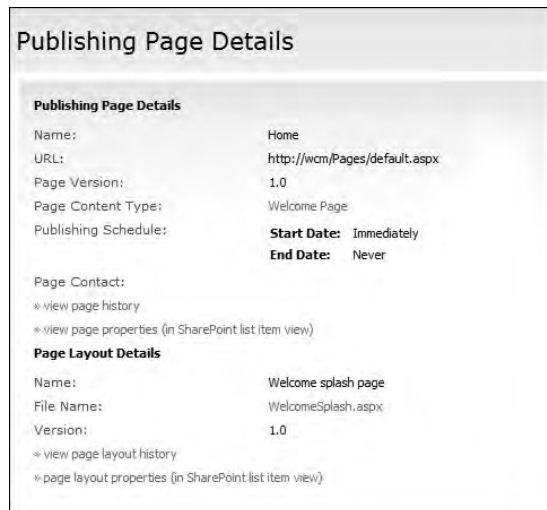 Publishing Page Details
Publishing Page Details
Name: Home
URL: http://wcm/Pages/default.aspx
Page Version: 1.0
Page Content Type: Welcome Page
Publishing Schedule: Start Date: Immediately
End Date: Never
Page Contact:
» view page history
» view page properties (in SharePoint list item view)
Page Layout Details
Name: Welcome splash page
File Name: WelcomeSplash.aspx
Version: 1.0
» view page layout history
» page layout properties (in SharePoint list item view)